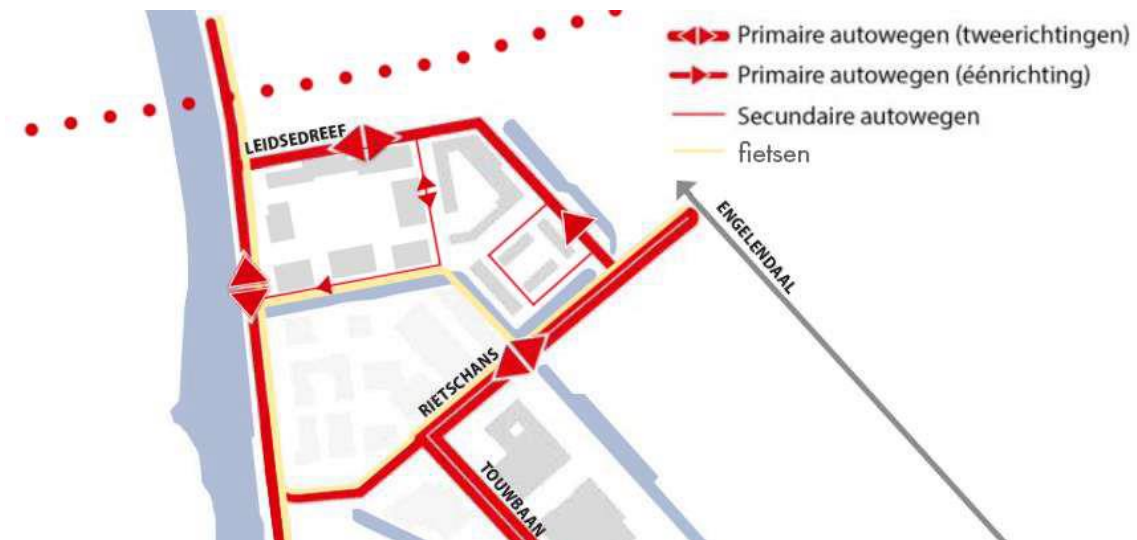 Primaire autowegen (tweerichtingen)
Primaire autowegen (éénrichting)
Secundaire autowegen
fietsen
LEIDSEDREEF
ENGELENDAAL
RIETSCHANS
TOUWBAAN